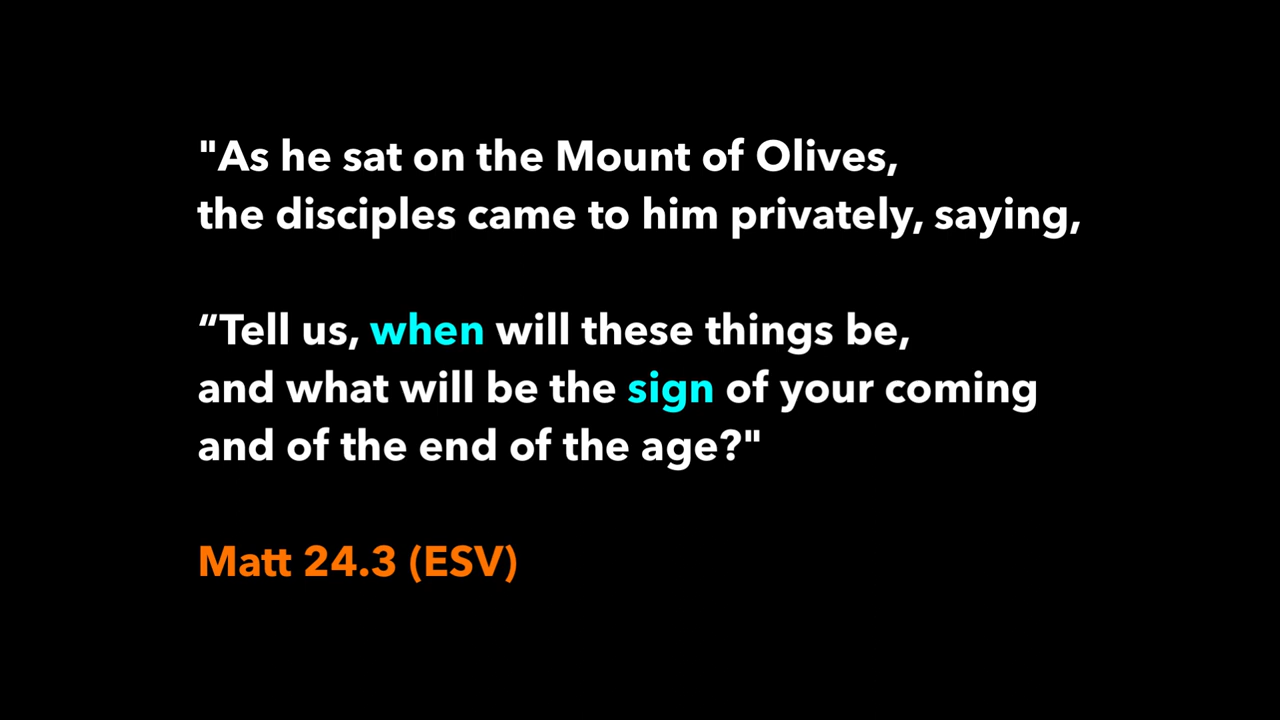 "As he sat on the Mount of Olives,
the disciples came to him privately, saying,
“Tell us, when will these things be,
and what will be the sign of your coming
and of the end of the age?"
Matt 24.3 (ESV)